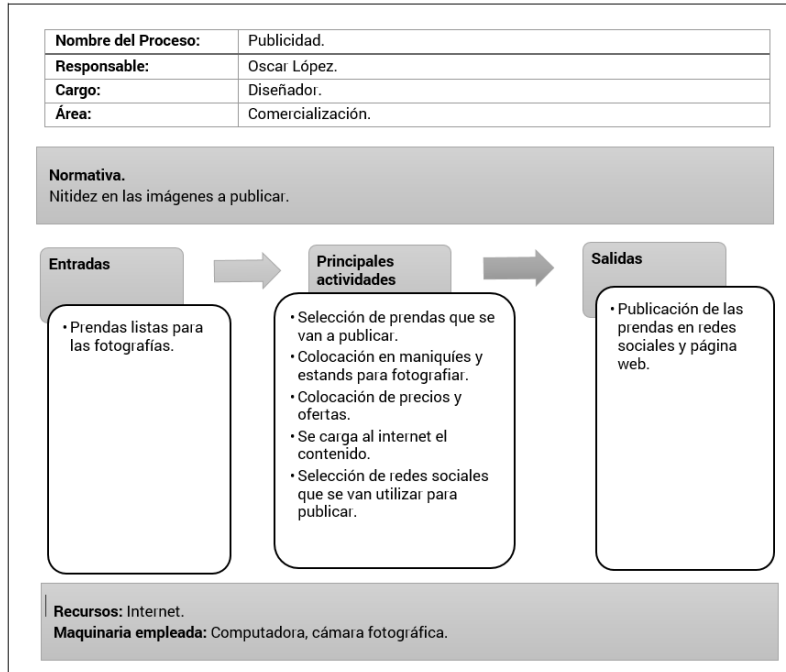 Nombre del Proceso: Publicidad.
Responsable: Oscar López.
Cargo: Diseñador.
Área: Comercialización.
Normativa.
Nitidez en las imágenes a publicar.
Entradas
• Prendas listas para
las fotografías.
Principales
actividades
• Selección de prendas que se
van a publicar.
• Colocación en maniquíes y
estands para fotografiar.
• Colocación de precios y
ofertas.
• Se carga al internet el
contenido.
• Selección de redes sociales
que se van utilizar para
publicar.
Salidas
• Publicación de las
prendas en redes
sociales y página
web.
Recursos: Internet.
Maquinaria empleada: Computadora, cámara fotográfica.